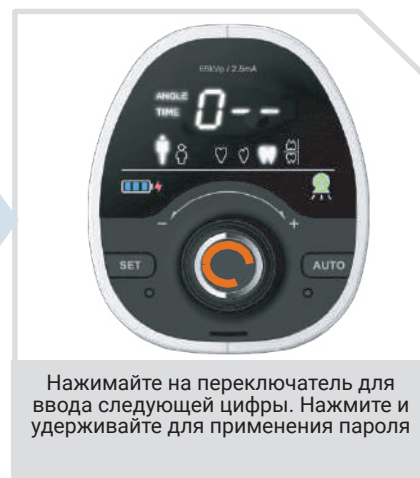 65kVp / 2.5mA
ANGLE
TIME
0--
-
+
SET
AUTO
Нажимайте на переключатель для
ввода следующей цифры. Нажмите и
удерживайте для применения пароля